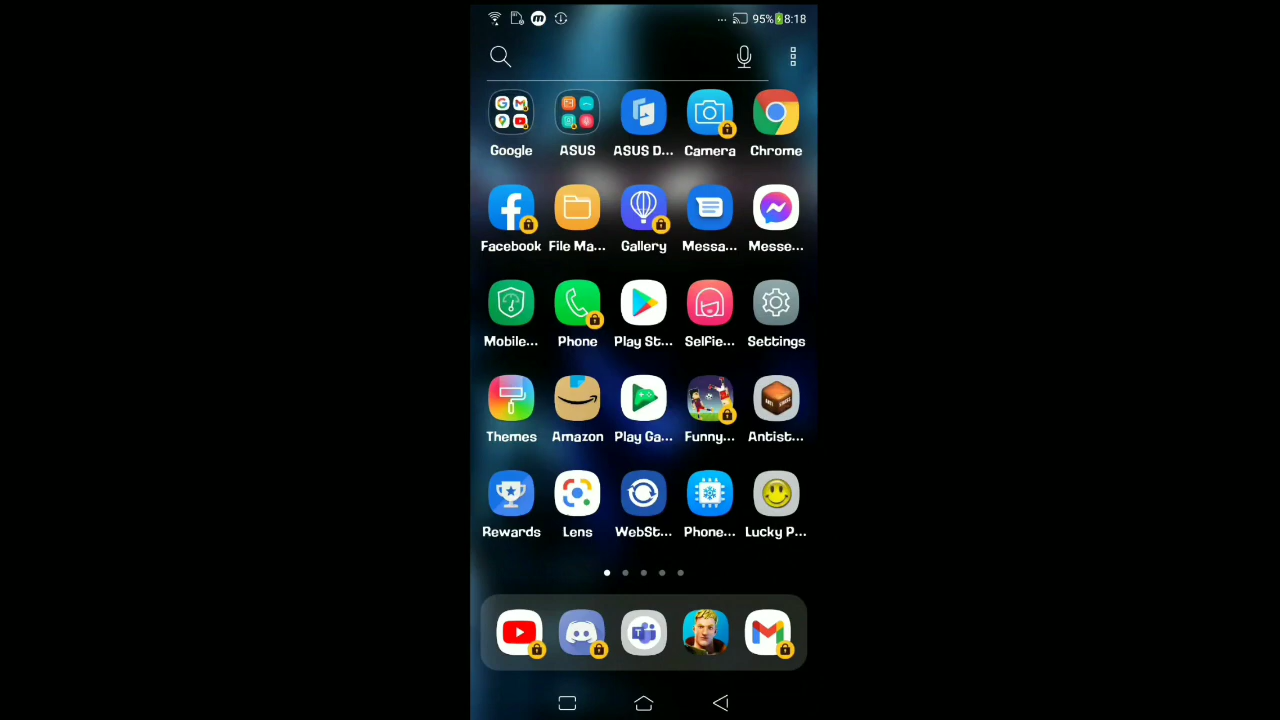 95% 8:18
Google ASUS ASUS D... Camera Chrome
Facebook File Ma... Gallery Messa... Messe...
Mobile... Phone Play St... Selfie... Settings
Themes Amazon Play Ga... Funny... Antist...
Rewards Lens WebSt... Phone... Lucky P...